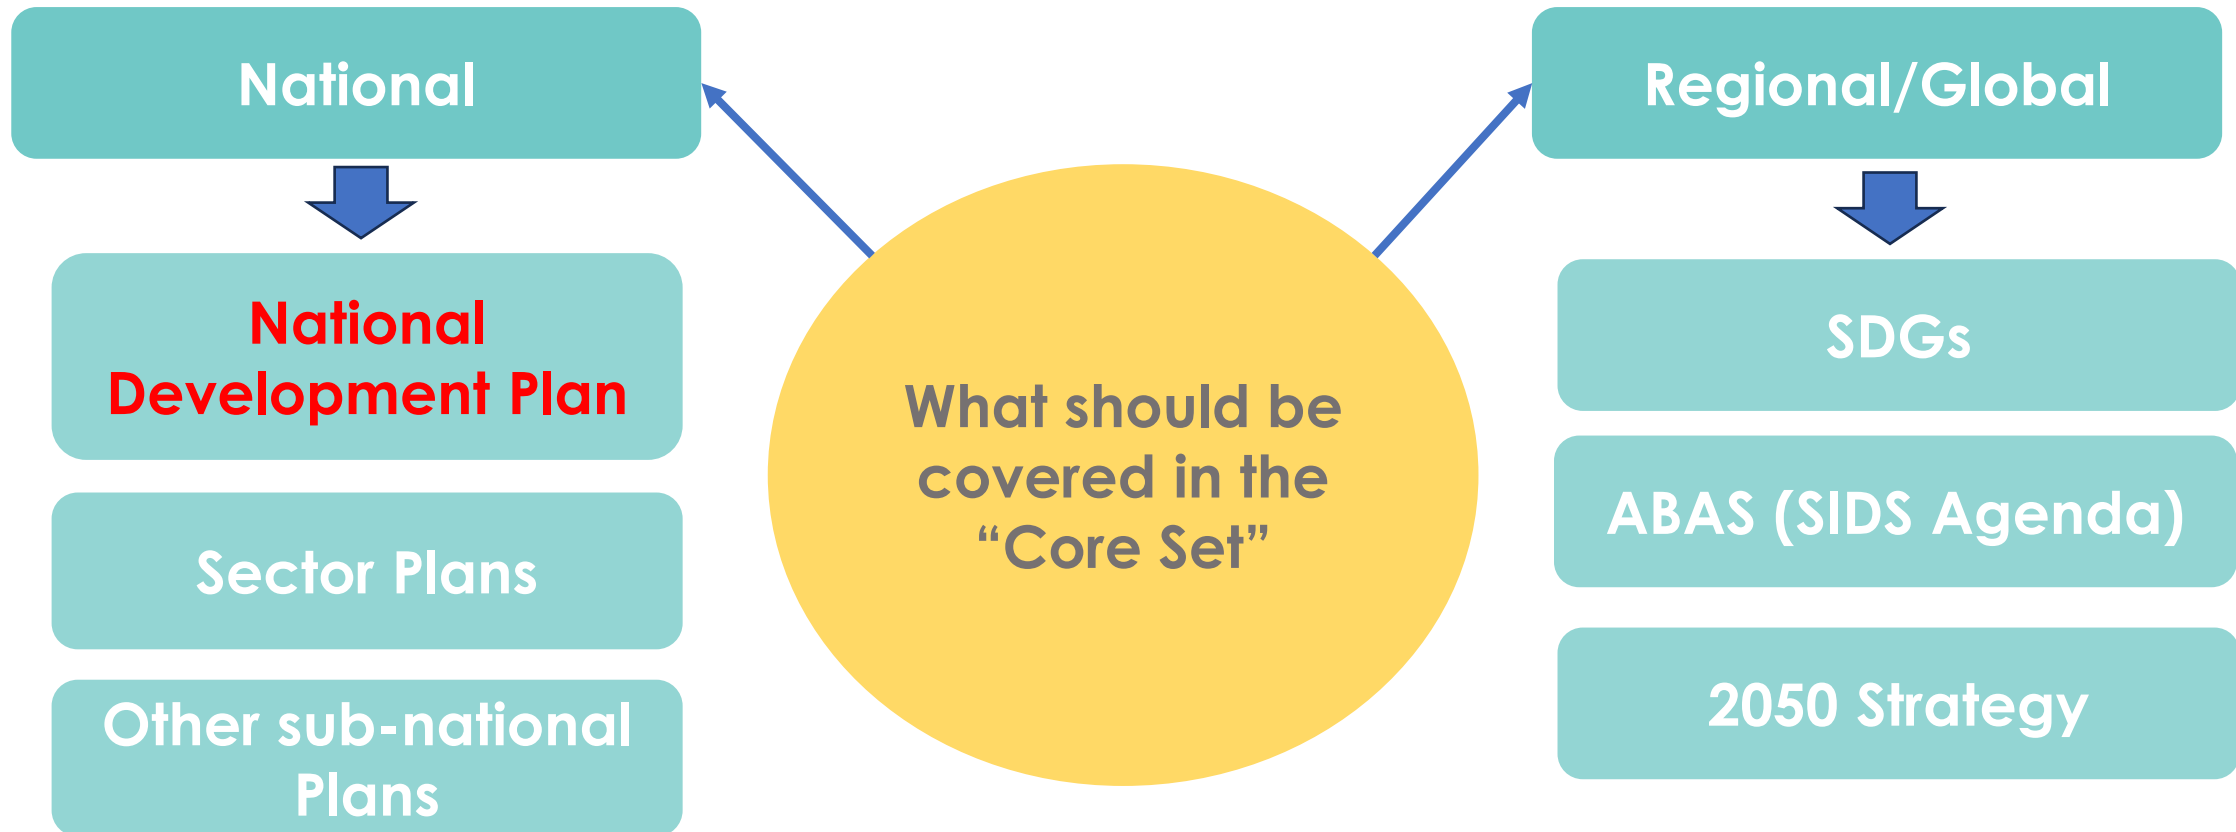 National
National
Development Plan
Sector Plans
Other sub-national
Plans
What should be
covered in the
“Core Set”
Regional/Global
SDGs
ABAS (SIDS Agenda)
2050 Strategy